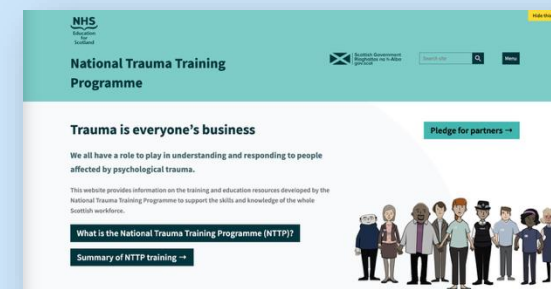 Hide this
NHS
Education
for
Scotland
National Trauma Training
Programme
Scottish Government
Riaghaltas na h-Alba
gov.scot
Search site
Menu
Trauma is everyone's business
Pledge for partners →
We all have a role to play in understanding and responding to people
affected by psychological trauma.
This website provides information on the training and education resources developed by the
National Trauma Training Programme to support the skills and knowledge of the whole
Scottish workforce.
What is the National Trauma Training Programme (NTTP)?
Summary of NTTP training →